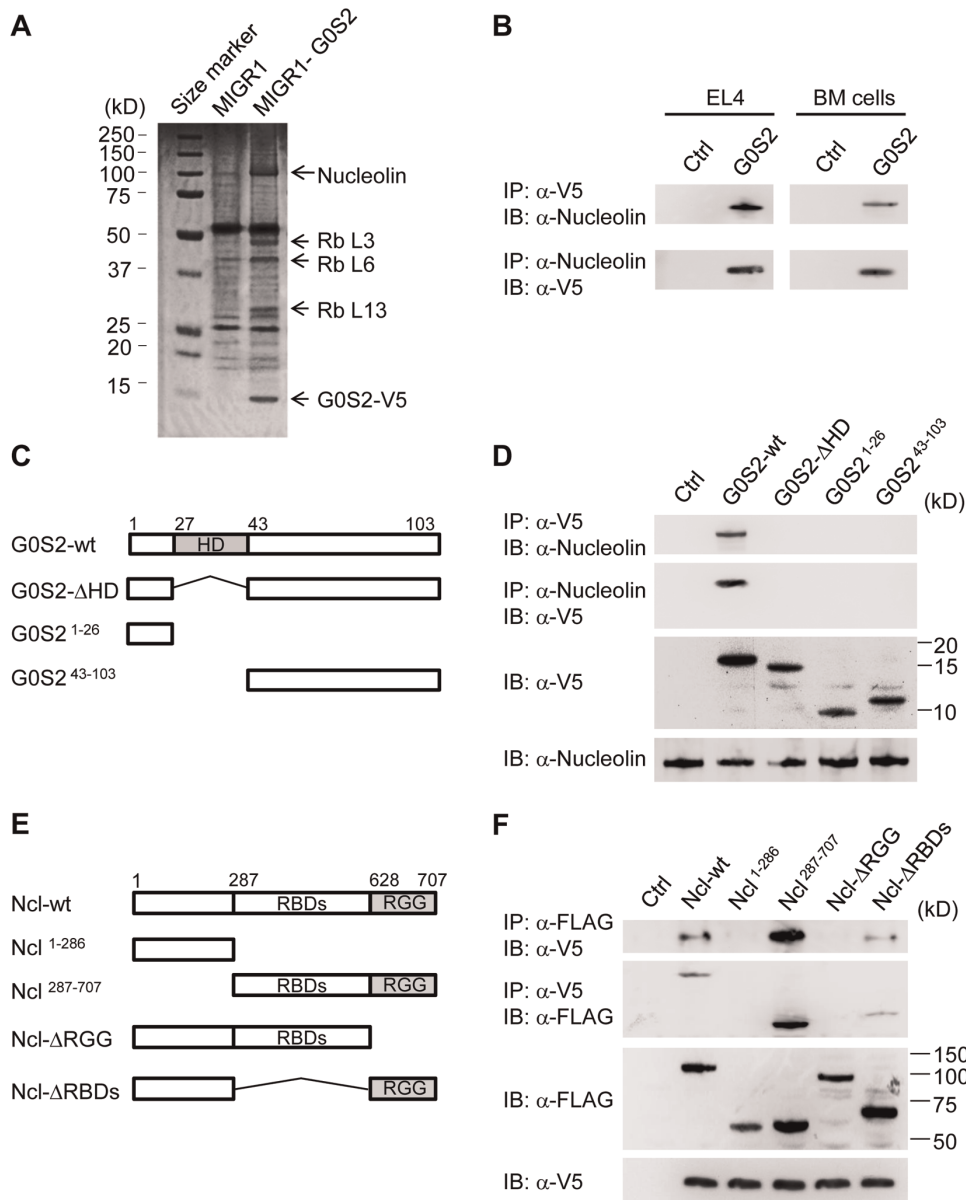 A
(kD)
Size marker
MIGR1
MIGR1- G0S2
250
150
100
75
50
37
25
20
15
Nucleolin
Rb L3
Rb L6
Rb L13
G0S2-V5
B
EL4
BM cells
Ctrl
G0S2
Ctrl
G0S2
IP: α-V5
IB: α-Nucleolin
IP: α-Nucleolin
IB: α-V5
C
1 27 43 103
G0S2-wt
HD
G0S2-ΔHD
G0S2 1-26
G0S2 43-103
D
Ctrl
G0S2-wt
G0S2-ΔHD
G0S2 1-26
G0S2 43-103
(kD)
IP: α-V5
IB: α-Nucleolin
IP: α-Nucleolin
IB: α-V5
IB: α-V5
20
15
10
IB: α-Nucleolin
E
1 287 628 707
Ncl-wt
RBDs
RGG
Ncl 1-286
Ncl 287-707
RBDs
RGG
Ncl-ΔRGG
RBDs
Ncl-ΔRBDs
RGG
F
Ctrl
Ncl-wt
Ncl 1-286
Ncl 287-707
Ncl-ΔRGG
Ncl-ΔRBDs
(kD)
IP: α-FLAG
IB: α-V5
IP: α-V5
IB: α-FLAG
IB: α-FLAG
150
100
75
50
IB: α-V5